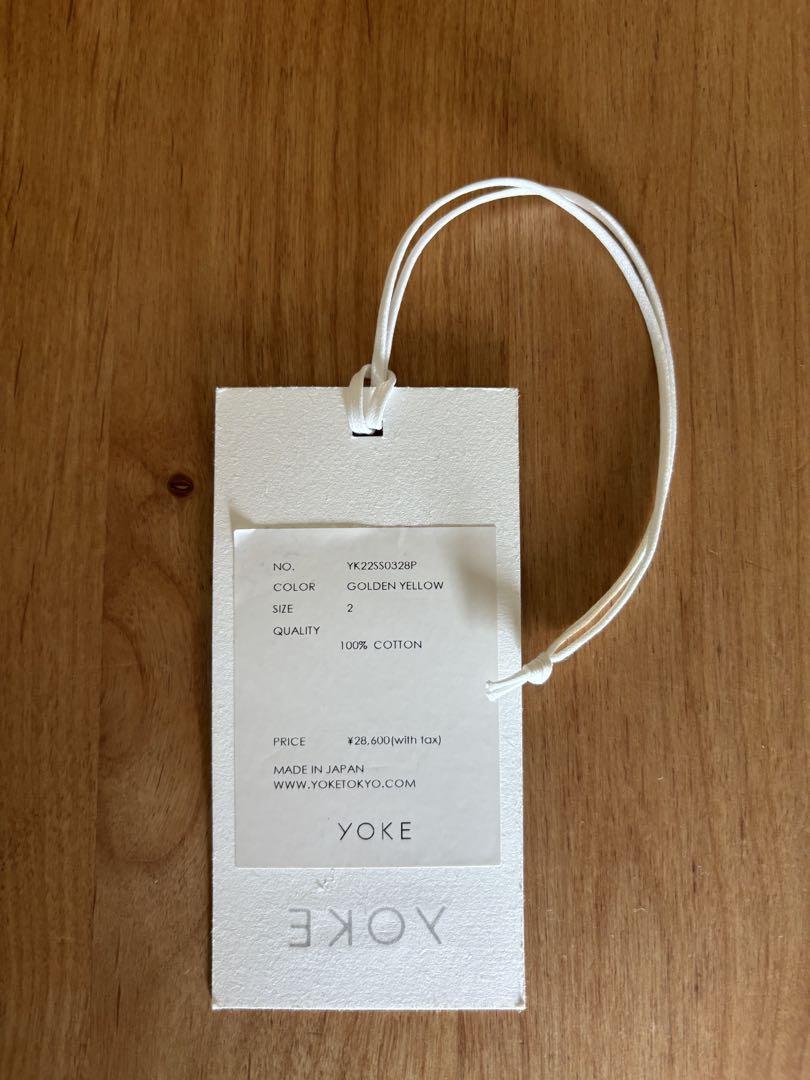 NO. YK22SS0328P
COLOR GOLDEN YELLOW
SIZE 2
QUALITY
100% COTTON
PRICE ¥28,600(with tax)
MADE IN JAPAN
WWW.YOKETOKYO.COM
YOKE
YOKE